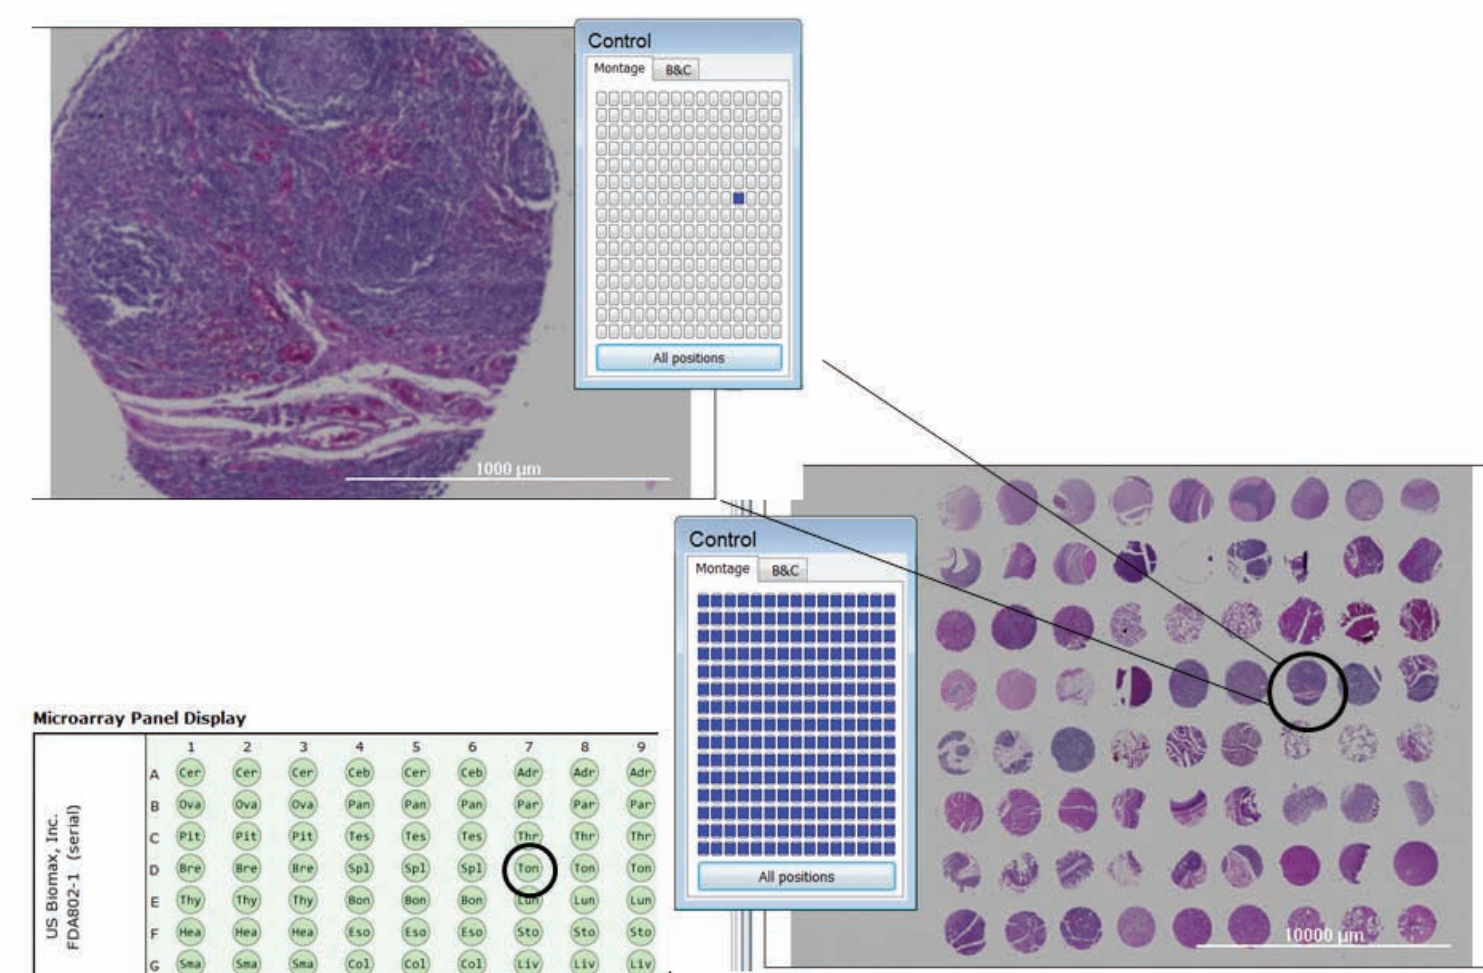 Control
Montage B&C
All positions
1000 µm
Control
Montage B&C
All positions
10000 µm
Microarray Panel Display
US Biomax, Inc.
FDA802-1 (serial)
1 2 3 4 5 6 7 8 9
A Cer Cer Cer Ceb Cer Ceb Adr Adr Adr
B Ova Ova Ova Pan Pan Pan Par Par Par
C Pit Pit Pit Tes Tes Tes Thr Thr Thr
D Bre Bre Bre Spl Spl Spl Ton Ton Ton
E Thy Thy Thy Bon Bon Bon Lun Lun Lun
F Hea Hea Hea Eso Eso Eso Sto Sto Sto
G Sma Sma Sma Col Col Col Liv Liv Liv